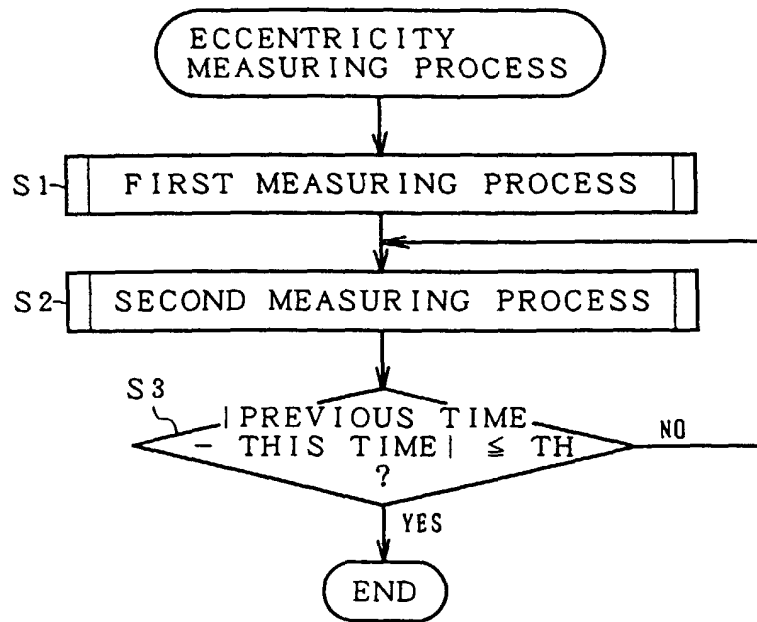 ECCENTRICITY
MEASURING PROCESS
S1
FIRST MEASURING PROCESS
S2
SECOND MEASURING PROCESS
S3
|PREVIOUS TIME
- THIS TIME| ≦ TH
?
NO
YES
END